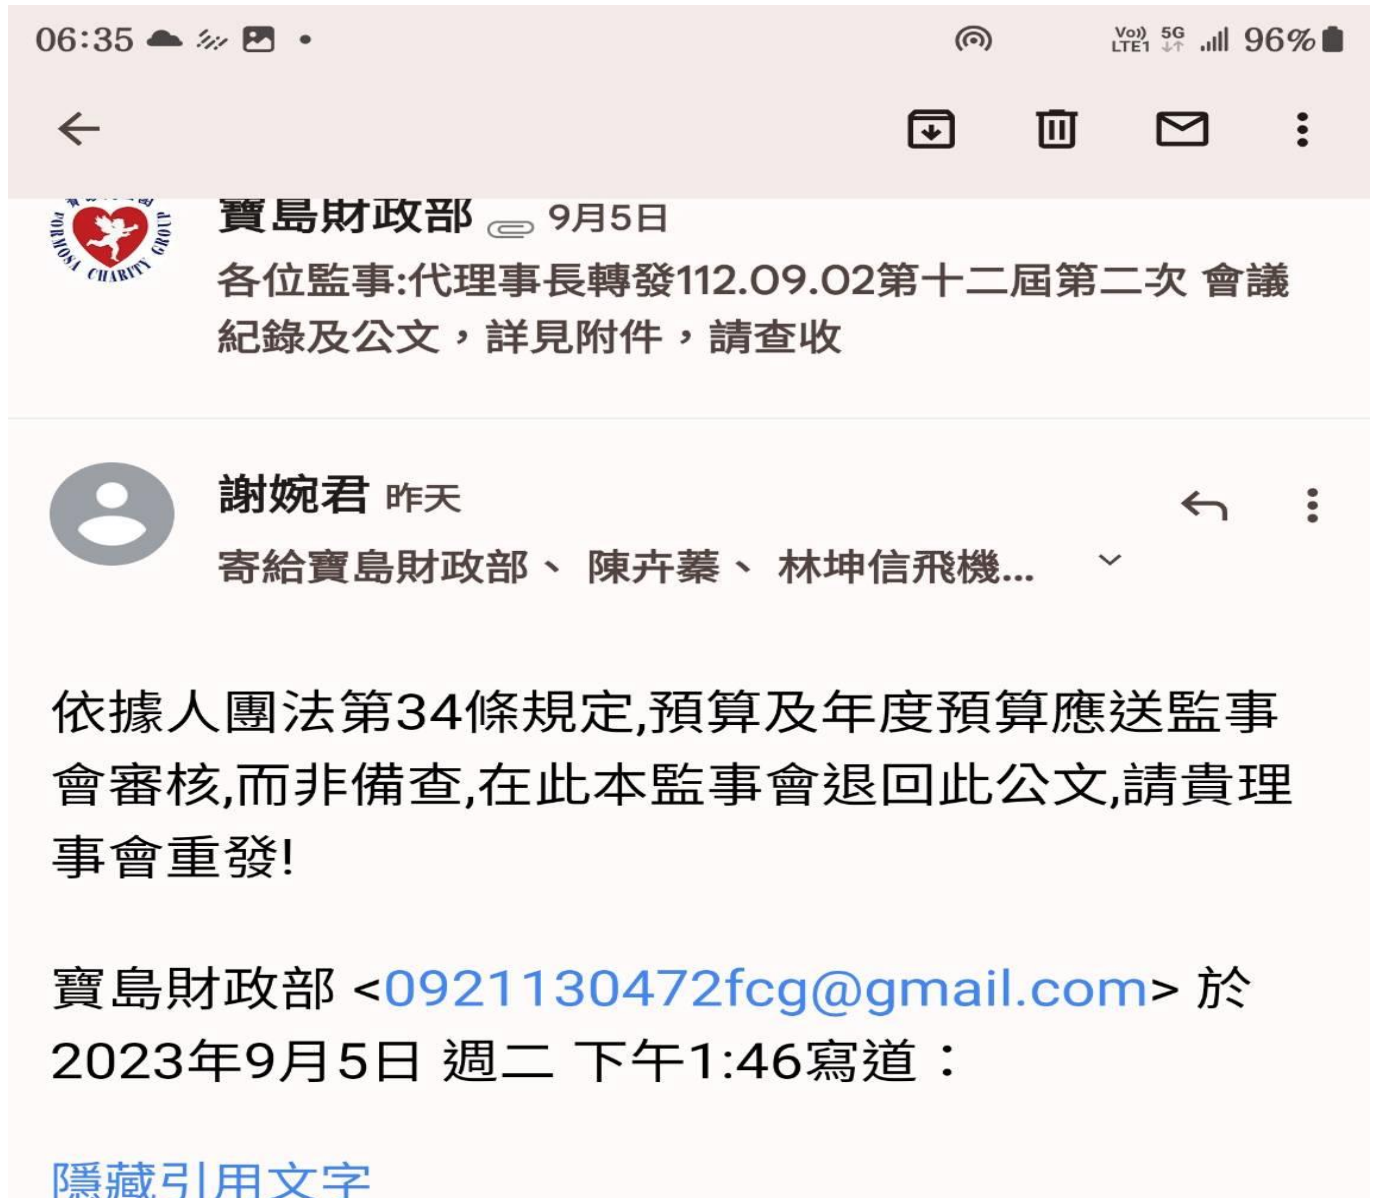 06:35
Vo)) LTE1 5G 96%
寶島財政部 9月5日
FORMOSA CHARITY GROUP
各位監事:代理事長轉發112.09.02第十二屆第二次 會議
紀錄及公文，詳見附件，請查收
謝婉君 昨天
寄給寶島財政部、 陳卉蓁、 林坤信飛機...
依據人團法第34條規定,預算及年度預算應送監事
會審核,而非備查,在此本監事會退回此公文,請貴理
事會重發!
寶島財政部 <0921130472fcg@gmail.com> 於
2023年9月5日 週二 下午1:46寫道：
隱藏引用文字